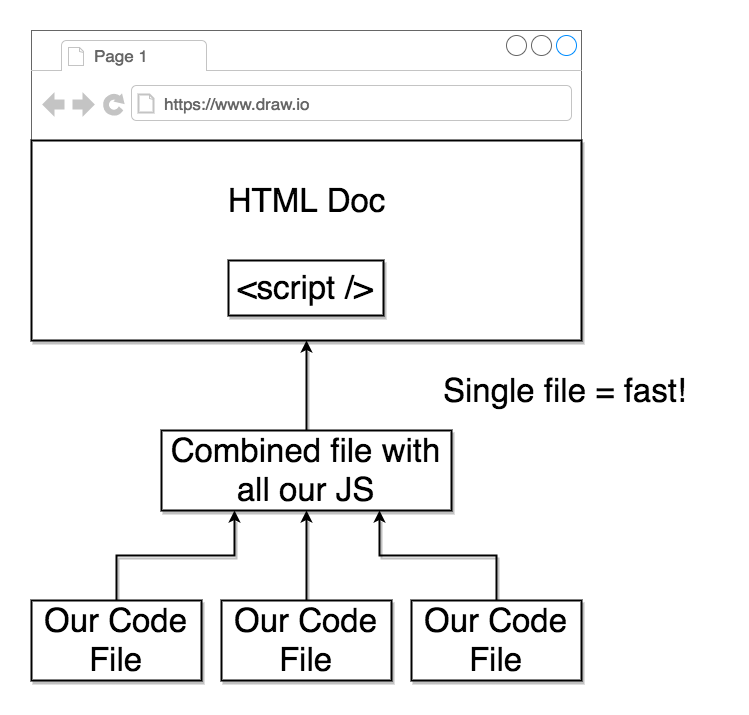 Page 1
https://www.draw.io
HTML Doc
<script />
Single file = fast!
Combined file with
all our JS
Our Code
File
Our Code
File
Our Code
File